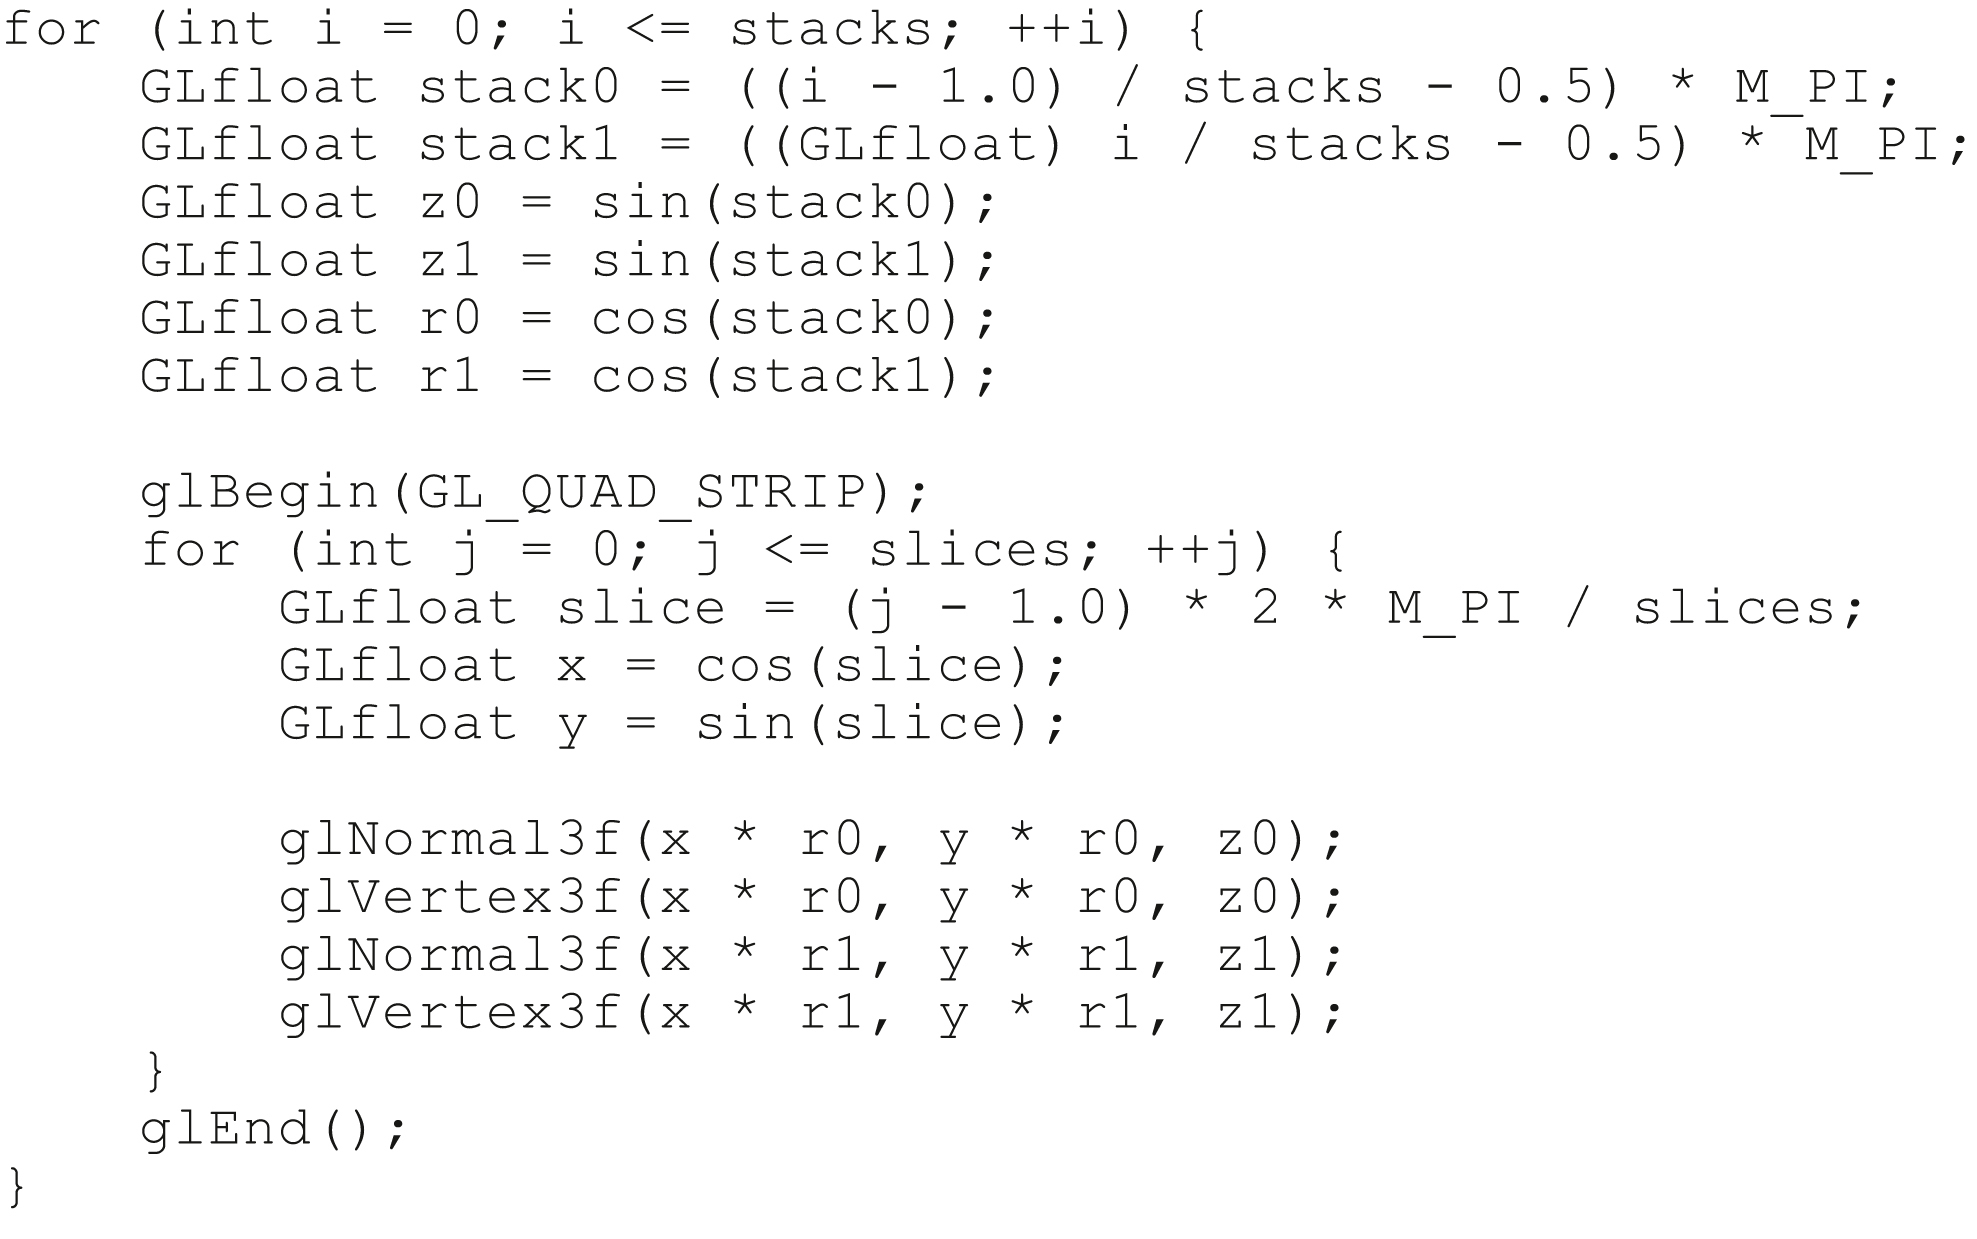 for (int i = 0; i <= stacks; ++i) {
    GLfloat stack0 = ((i - 1.0) / stacks - 0.5) * M_PI;
    GLfloat stack1 = ((GLfloat) i / stacks - 0.5) * M_PI;
    GLfloat z0 = sin(stack0);
    GLfloat z1 = sin(stack1);
    GLfloat r0 = cos(stack0);
    GLfloat r1 = cos(stack1);

    glBegin(GL_QUAD_STRIP);
    for (int j = 0; j <= slices; ++j) {
        GLfloat slice = (j - 1.0) * 2 * M_PI / slices;
        GLfloat x = cos(slice);
        GLfloat y = sin(slice);

        glNormal3f(x * r0, y * r0, z0);
        glVertex3f(x * r0, y * r0, z0);
        glNormal3f(x * r1, y * r1, z1);
        glVertex3f(x * r1, y * r1, z1);
    }
    glEnd();
}